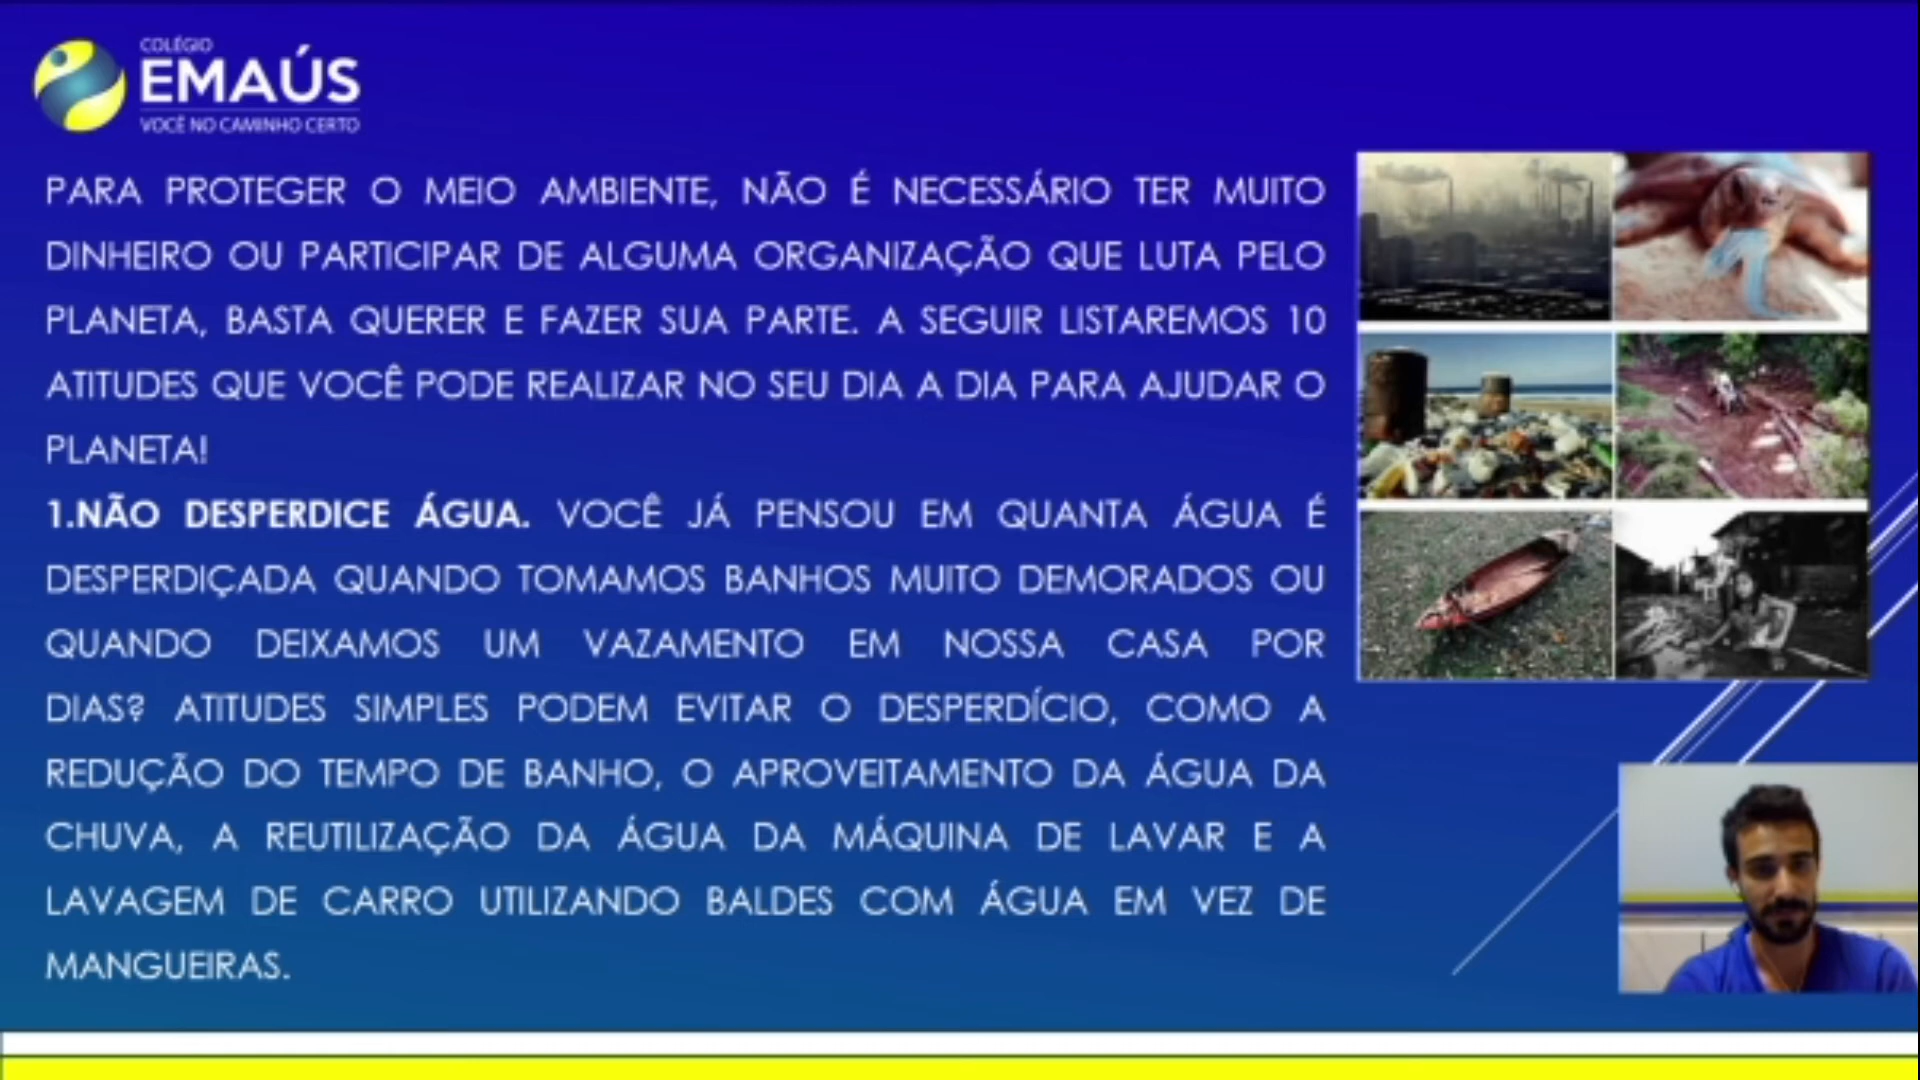 COLÉGIO
EMAÚS
VOCÊ NO CAMINHO CERTO
PARA PROTEGER O MEIO AMBIENTE, NÃO É NECESSÁRIO TER MUITO
DINHEIRO OU PARTICIPAR DE ALGUMA ORGANIZAÇÃO QUE LUTA PELO
PLANETA, BASTA QUERER E FAZER SUA PARTE. A SEGUIR LISTAREMOS 10
ATITUDES QUE VOCÊ PODE REALIZAR NO SEU DIA A DIA PARA AJUDAR O
PLANETA!
1.NÃO DESPERDICE ÁGUA. VOCÊ JÁ PENSOU EM QUANTA ÁGUA É
DESPERDIÇADA QUANDO TOMAMOS BANHOS MUITO DEMORADOS OU
QUANDO DEIXAMOS UM VAZAMENTO EM NOSSA CASA POR
DIAS? ATITUDES SIMPLES PODEM EVITAR O DESPERDÍCIO, COMO A
REDUÇÃO DO TEMPO DE BANHO, O APROVEITAMENTO DA ÁGUA DA
CHUVA, A REUTILIZAÇÃO DA ÁGUA DA MÁQUINA DE LAVAR E A
LAVAGEM DE CARRO UTILIZANDO BALDES COM ÁGUA EM VEZ DE
MANGUEIRAS.